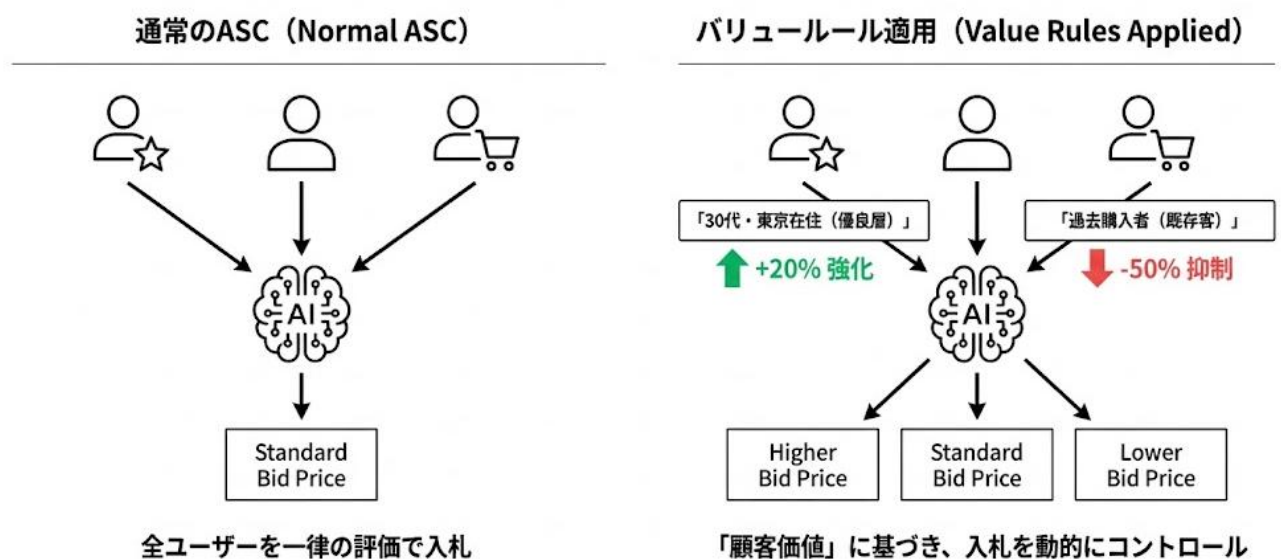 通常のASC（Normal ASC）
AI
Standard
Bid Price
全ユーザーを一律の評価で入札
バリュールール適用（Value Rules Applied）
「30代・東京在住（優良層）」
+20% 強化
「過去購入者（既存客）」
-50% 抑制
AI
Higher
Bid Price
Standard
Bid Price
Lower
Bid Price
「顧客価値」に基づき、入札を動的にコントロール